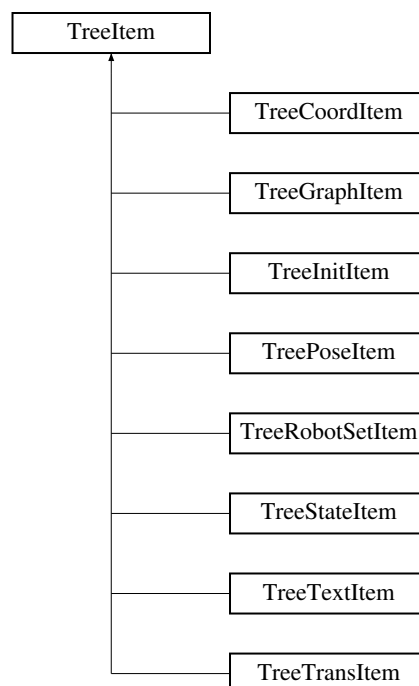 TreeItem
TreeCoordItem
TreeGraphItem
TreeInitItem
TreePoseItem
TreeRobotSetItem
TreeStateItem
TreeTextItem
TreeTransItem